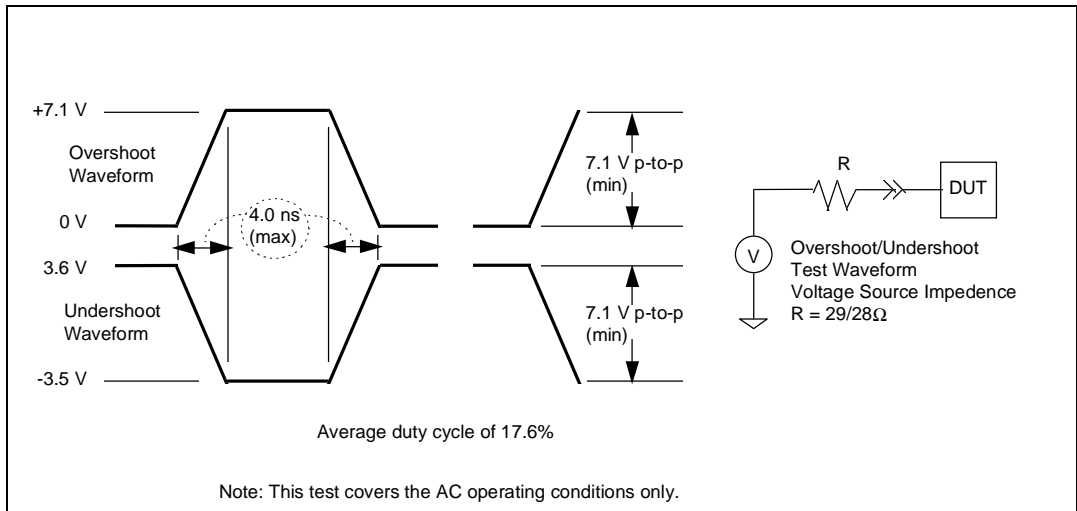 +7.1 V
Overshoot
Waveform
0 V
4.0 ns
(max)
3.6 V
Undershoot
Waveform
-3.5 V
7.1 V p-to-p
(min)
7.1 V p-to-p
(min)
R
DUT
V
Overshoot/Undershoot
Test Waveform
Voltage Source Impedence
R = 29/28Ω
Average duty cycle of 17.6%
Note: This test covers the AC operating conditions only.